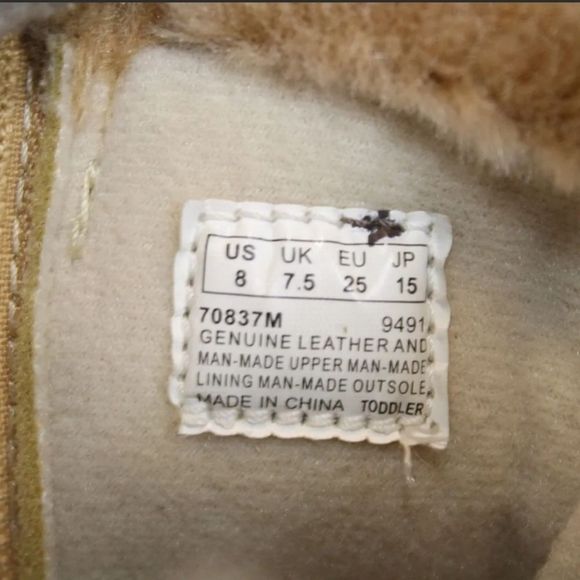 US UK EU JP
8 7.5 25 15
70837M 9491
GENUINE LEATHER AND
MAN-MADE UPPER MAN-MADE
LINING MAN-MADE OUTSOLE
MADE IN CHINA TODDLER